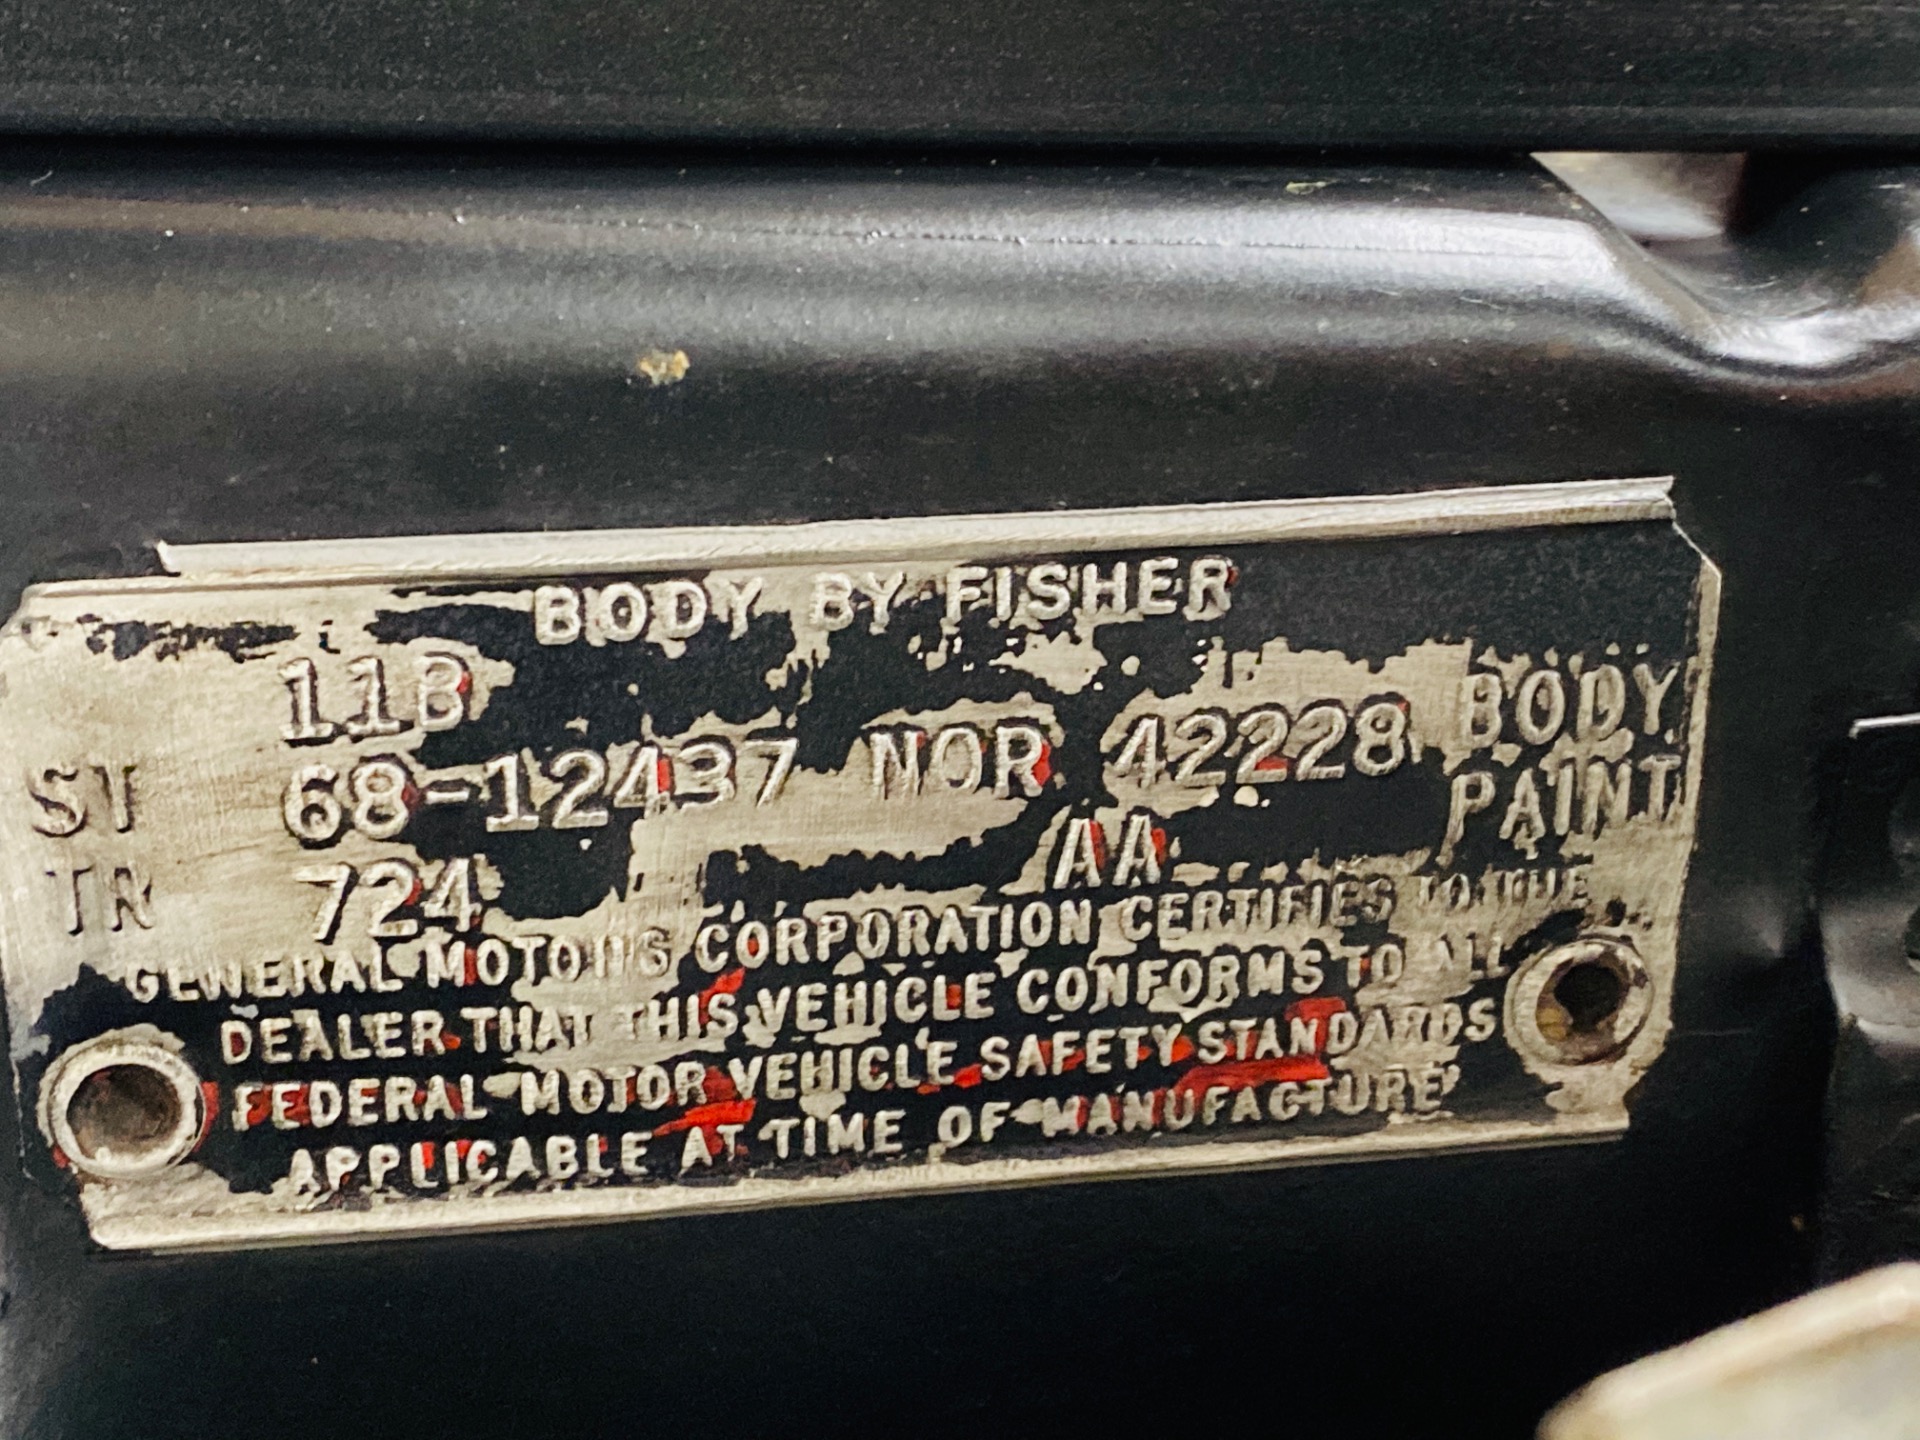 BODY BY FISHER
11B
ST 68-12437 NOR 42228 BODY
TR 724 AA PAINT
GENERAL MOTORS CORPORATION CERTIFIES TO THE
DEALER THAT THIS VEHICLE CONFORMS TO ALL
FEDERAL MOTOR VEHICLE SAFETY STANDARDS
APPLICABLE AT TIME OF MANUFACTURE